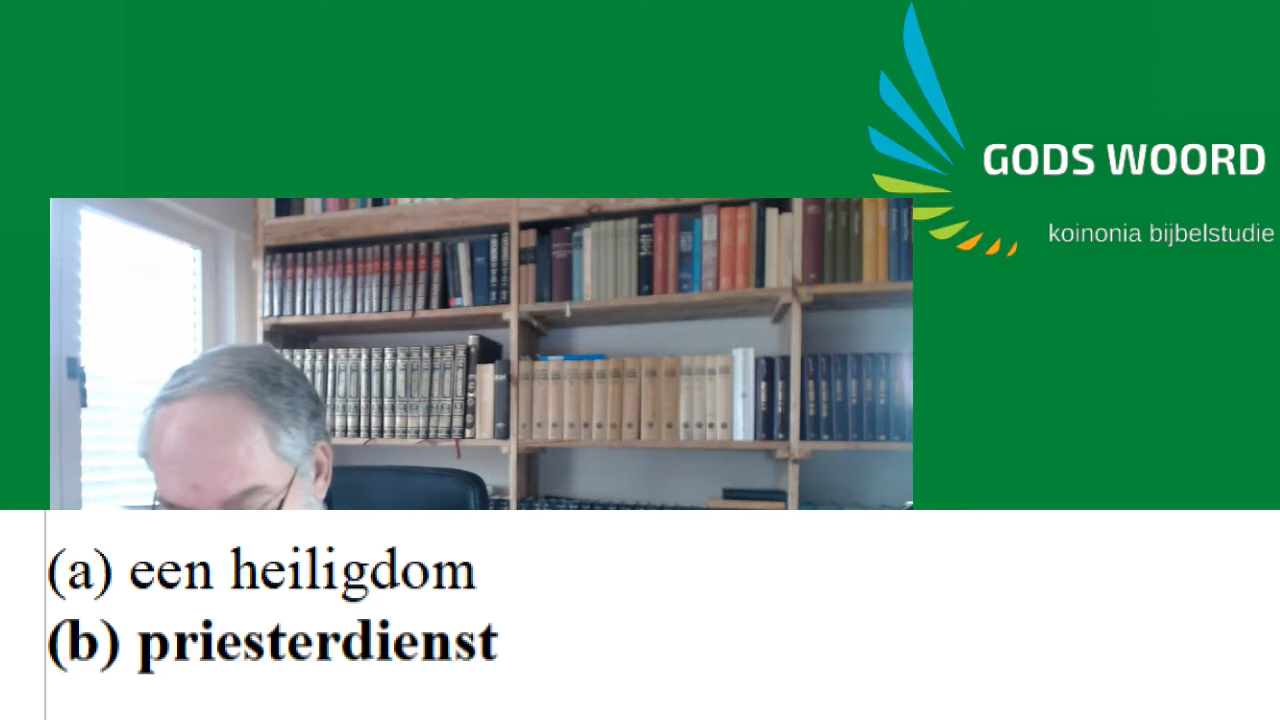 GODS WOORD
koinonia bijbelstudie
(a) een heiligdom
(b) priesterdienst